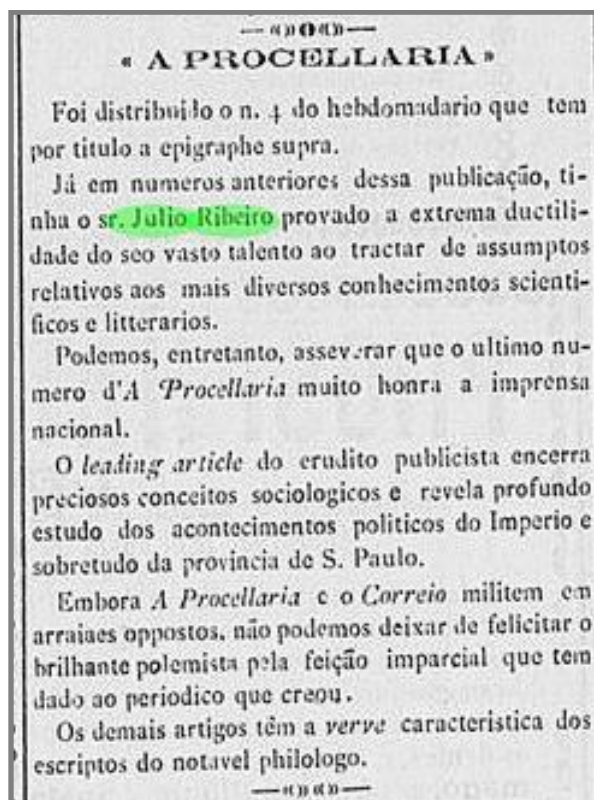 « A PROCELLARIA »
Foi distribuido o n. 4 do hebdomadario que tem
por titulo a epigraphe supra.
Já em numeros anteriores dessa publicação, ti-
nha o sr. Julio Ribeiro provado a extrema ductili-
dade do seo vasto talento ao tractar de assumptos
relativos aos mais diversos conhecimentos scienti-
ficos e litterarios.
Podemos, entretanto, asseverar que o ultimo nu-
mero d'A Procellaria muito honra a imprensa
nacional.
O leading article do erudito publicista encerra
preciosos conceitos sociologicos e revela profundo
estudo dos acontecimentos politicos do Imperio e
sobretudo da provincia de S. Paulo.
Embora A Procellaria e o Correio militem em
arraiaes oppostos, não podemos deixar de felicitar o
brilhante polemista pela feição imparcial que tem
dado ao periodico que creou.
Os demais artigos têm a verve caracteristica dos
escriptos do notavel philologo.